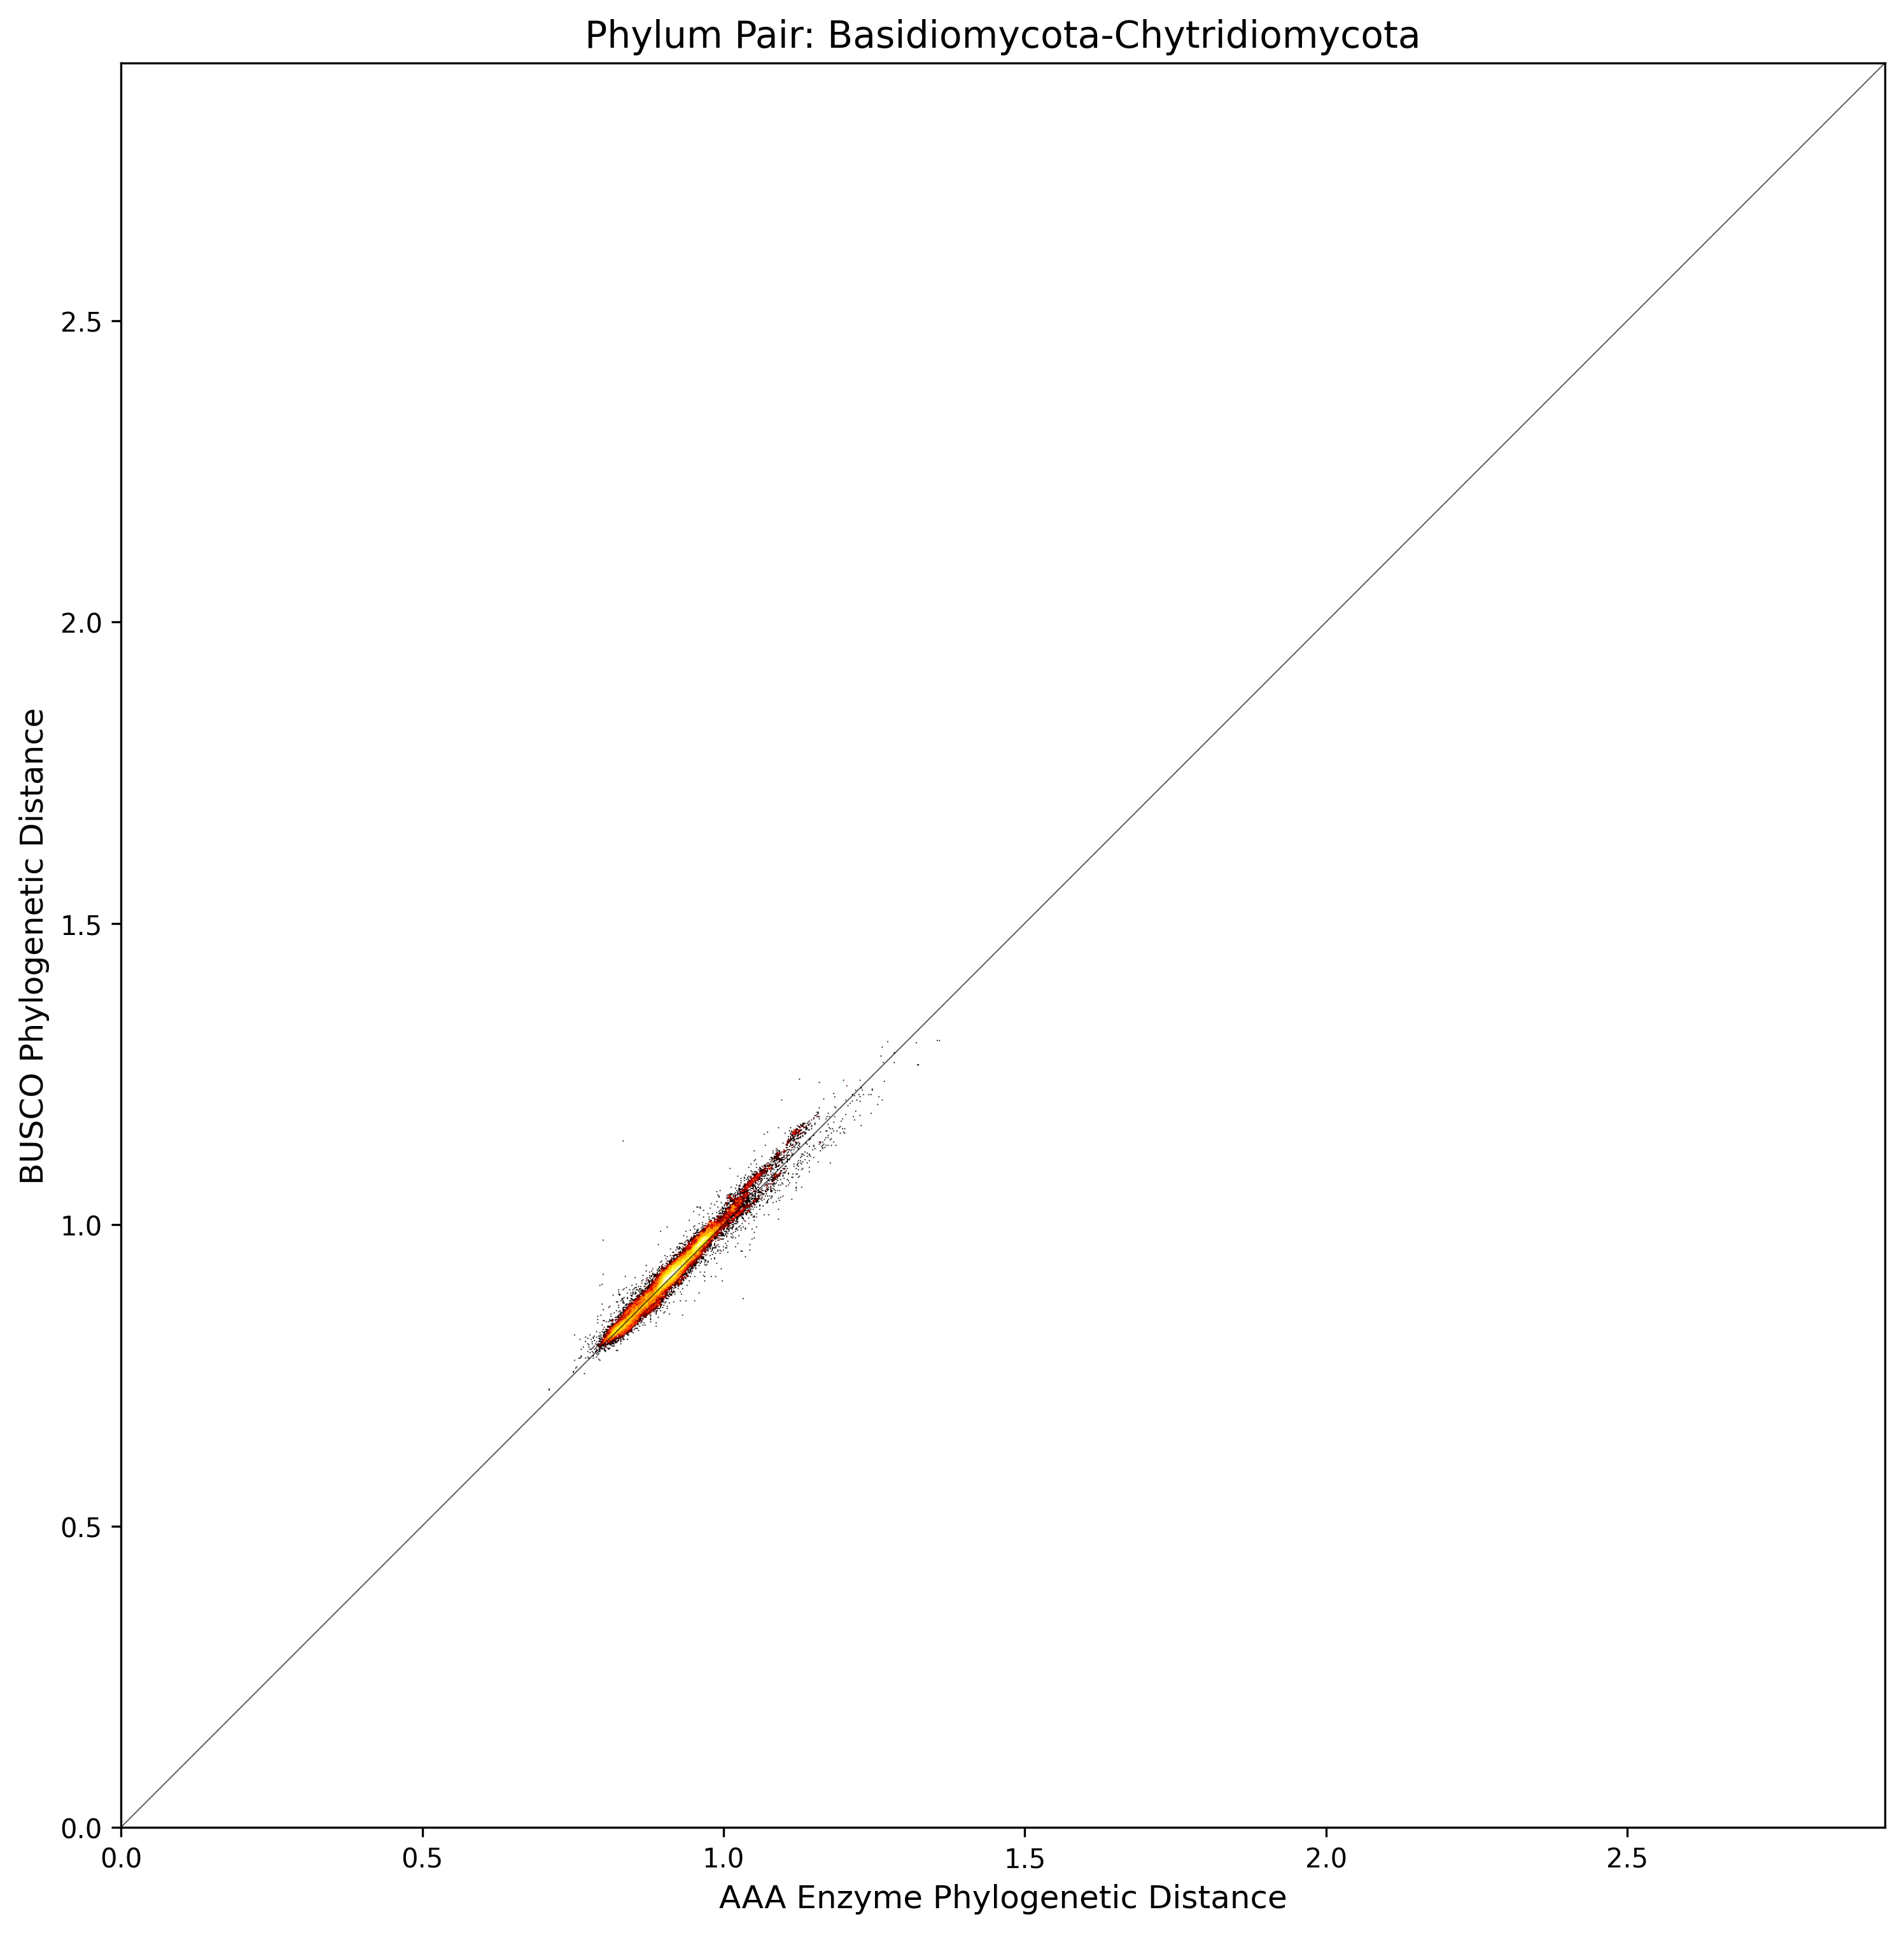 Phylum Pair: Basidiomycota-Chytridiomycota
2.5
2.0
1.5
1.0
0.5
0.0
BUSCO Phylogenetic Distance
0.0 0.5 1.0 1.5 2.0 2.5
AAA Enzyme Phylogenetic Distance